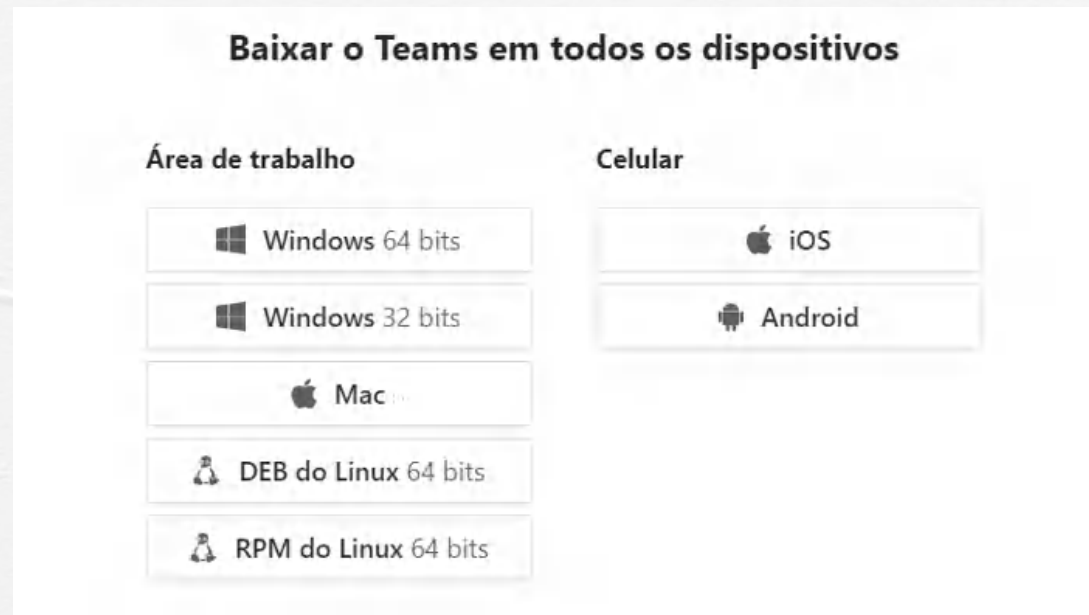 Baixar o Teams em todos os dispositivos
Área de trabalho
Windows 64 bits
Windows 32 bits
Mac
DEB do Linux 64 bits
RPM do Linux 64 bits
Celular
iOS
Android